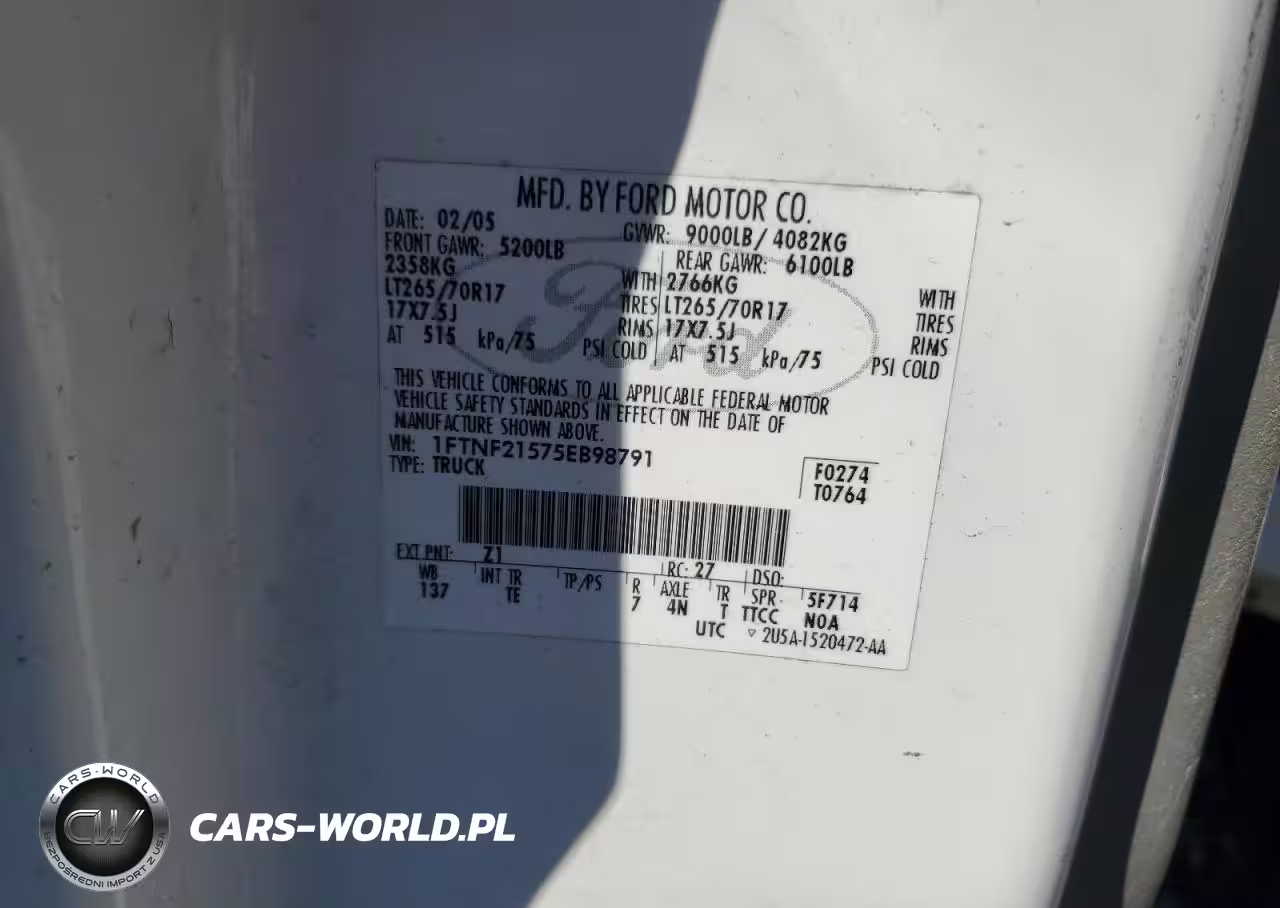 MFD. BY FORD MOTOR CO.
DATE: 02/05 GVWR: 9000LB/ 4082KG
FRONT GAWR: 5200LB REAR GAWR: 6100LB
2358KG WITH 2766KG WITH
LT265/70R17 TIRES LT265/70R17 TIRES
17X7.5J RIMS 17X7.5J RIMS
AT 515 kPa/75 PSI COLD AT 515 kPa/75 PSI COLD
Ford
THIS VEHICLE CONFORMS TO ALL APPLICABLE FEDERAL MOTOR
VEHICLE SAFETY STANDARDS IN EFFECT ON THE DATE OF
MANUFACTURE SHOWN ABOVE.
VIN: 1FTNF21575EB98791
TYPE: TRUCK
F0274
T0764
EXT PNT: Z1 RC: 27 DSO:
WB INT TR TP/PS R AXLE TR SPR 5F714
137 TE 7 4N T TTCC N0A
UTC ▽ 2U5A-1520472-AA
CARS-WORLD
CW
BEZPOŚREDNI IMPORT Z USA
CARS-WORLD.PL